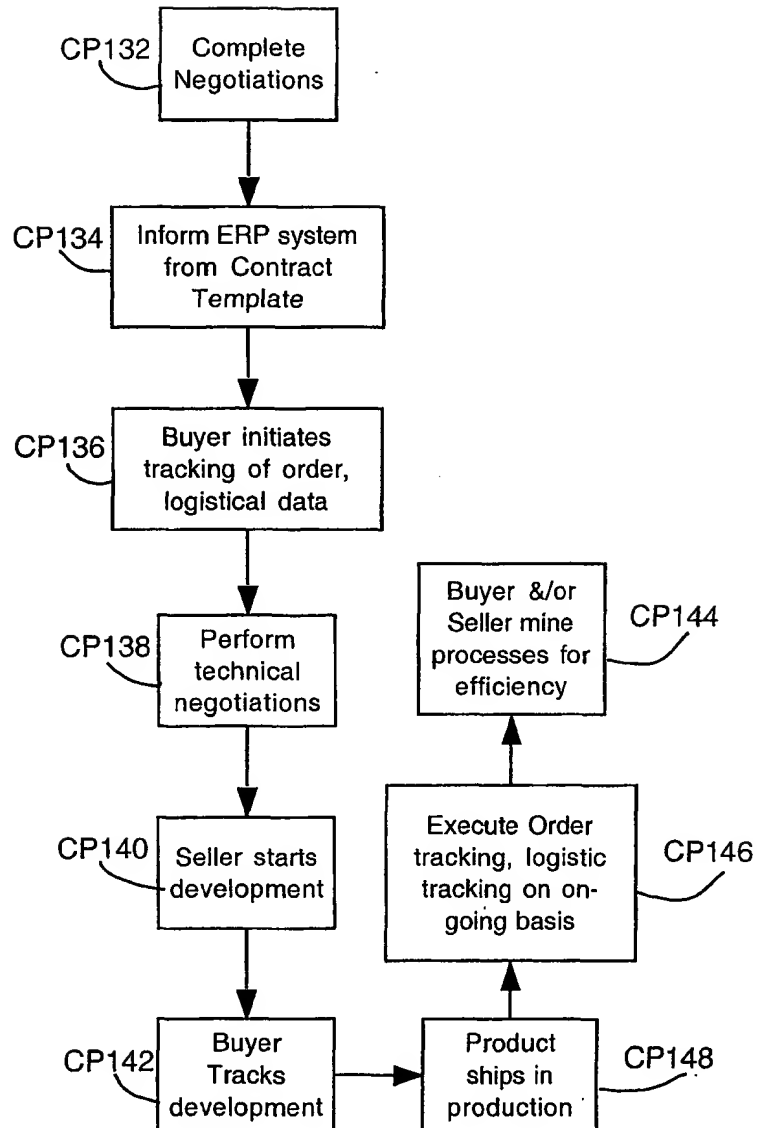 CP132
Complete
Negotiations
CP134
Inform ERP system
from Contract
Template
CP136
Buyer initiates
tracking of order,
logistical data
CP138
Perform
technical
negotiations
CP140
Seller starts
development
CP142
Buyer
Tracks
development
Product
ships in
production
CP148
Execute Order
tracking, logistic
tracking on on-
going basis
CP146
Buyer &/or
Seller mine
processes for
efficiency
CP144